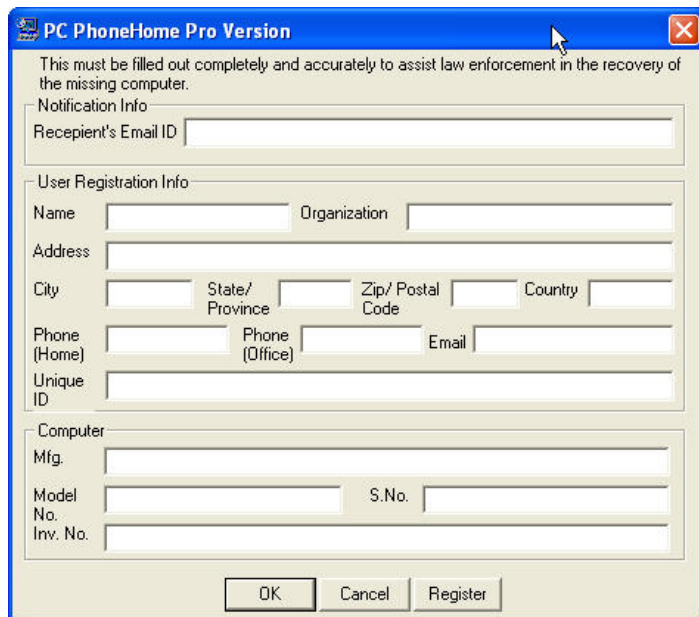 PC PhoneHome Pro Version
This must be filled out completely and accurately to assist law enforcement in the recovery of
the missing computer.
Notification Info
Recepient's Email ID
User Registration Info
Name Organization
Address
City State/ Province Zip/ Postal Code Country
Phone (Home) Phone (Office) Email
Unique ID
Computer
Mfg.
Model No. S.No.
Inv. No.
OK Cancel Register